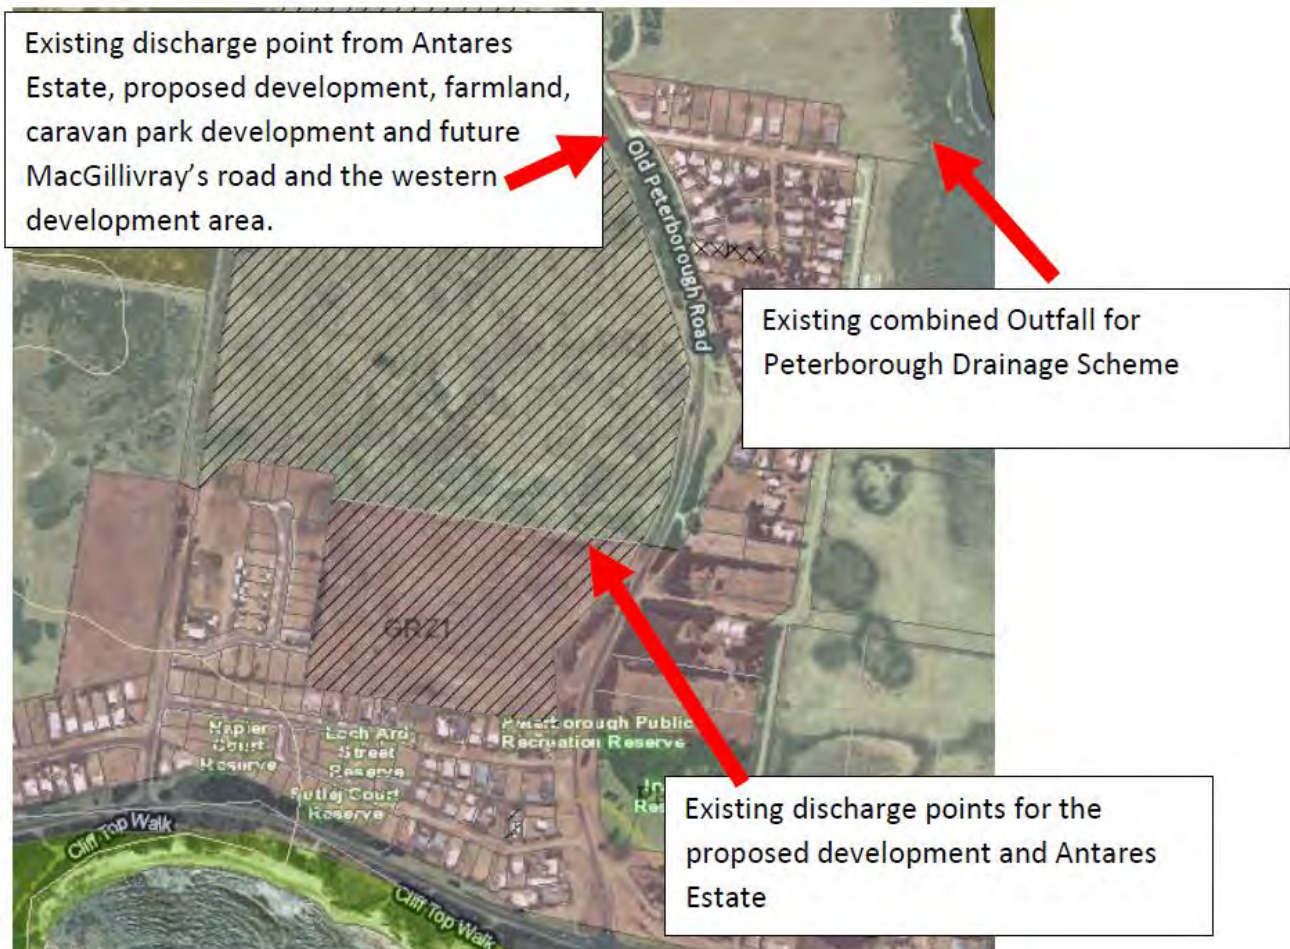 Existing discharge point from Antares
Estate, proposed development, farmland,
caravan park development and future
MacGillivray's road and the western
development area.
Old Peterborough Road
Existing combined Outfall for
Peterborough Drainage Scheme
GRZ1
Napier
Court
Reserve
Loch Ard
Street
Reserve
Peterborough Public
Recreation Reserve
Sutlej Court
Reserve
Cliff Top Walk
Cliff Top Walk
Existing discharge points for the
proposed development and Antares
Estate